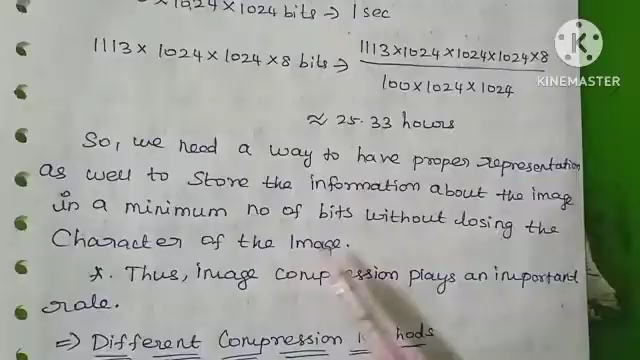 × 1024 × 1024 bits → 1 sec
1113 × 1024 × 1024 × 8 bits ⇒ 1113×1024×1024×1024×8
100×1024×1024
K
KINEMASTER
≈ 25.33 hours
So, we need a way to have proper representation
as well to store the information about the image
in a minimum no of bits without losing the
Character of the Image.
*. Thus, image compession plays an important
role.
⇒ Different Compression